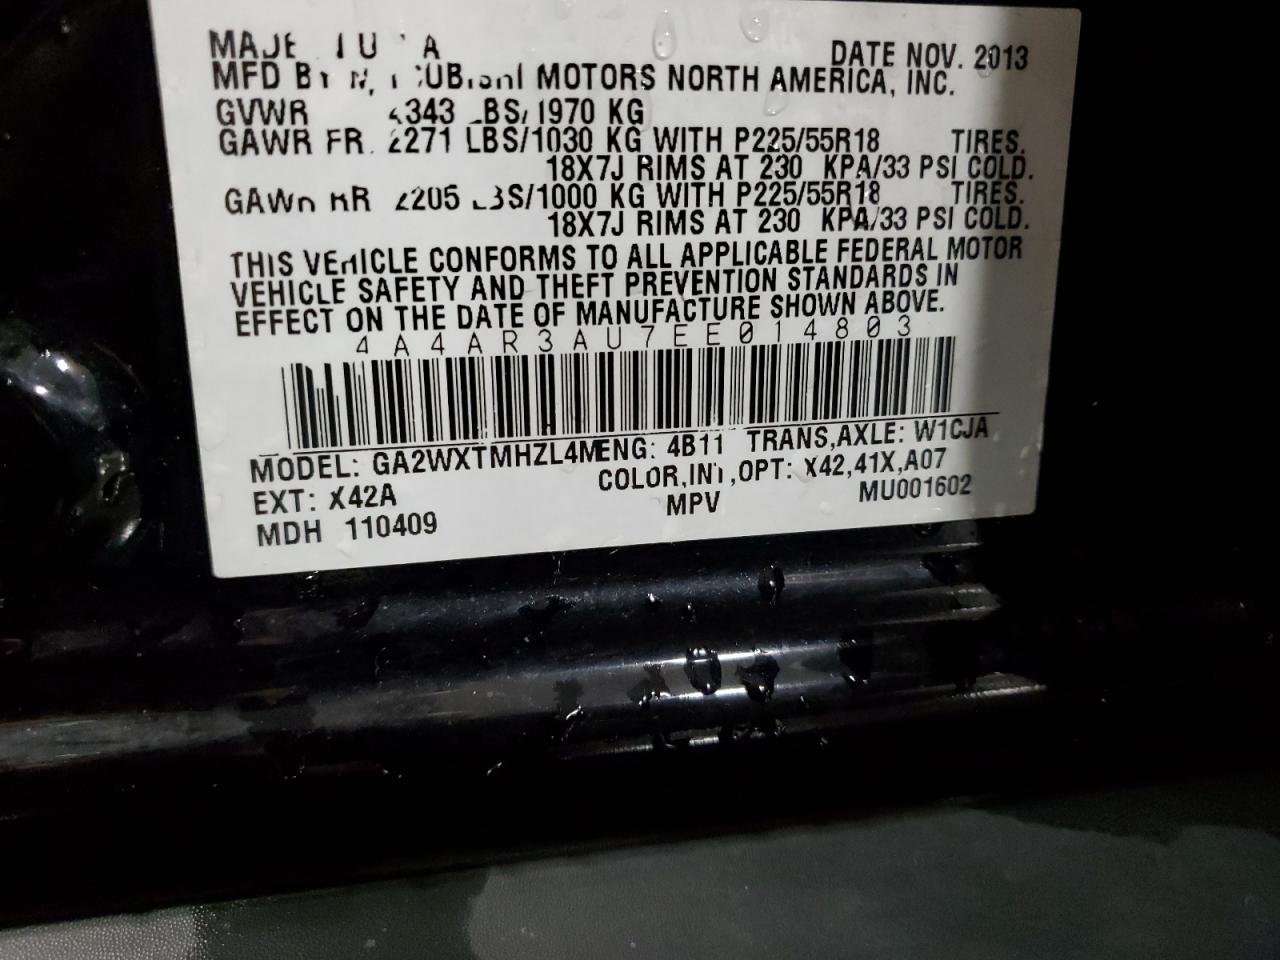 DATE NOV. 2013
MOTORS NORTH AMERICA, INC.
GVWR 4343 LBS/1970 KG
GAWR FR. 2271 LBS/1030 KG WITH P225/55R18 TIRES.
18X7J RIMS AT 230 KPA/33 PSI COLD.
GAWR RR 2205 LBS/1000 KG WITH P225/55R18 TIRES.
18X7J RIMS AT 230 KPA/33 PSI COLD.
THIS VEHICLE CONFORMS TO ALL APPLICABLE FEDERAL MOTOR
VEHICLE SAFETY AND THEFT PREVENTION STANDARDS IN
EFFECT ON THE DATE OF MANUFACTURE SHOWN ABOVE.
4A4AR3AU7EE014803
MODEL: GA2WXTMHZL4M ENG: 4B11 TRANS,AXLE: W1CJA
EXT: X42A COLOR,INT,OPT: X42,41X,A07
MDH 110409 MPV MU001602